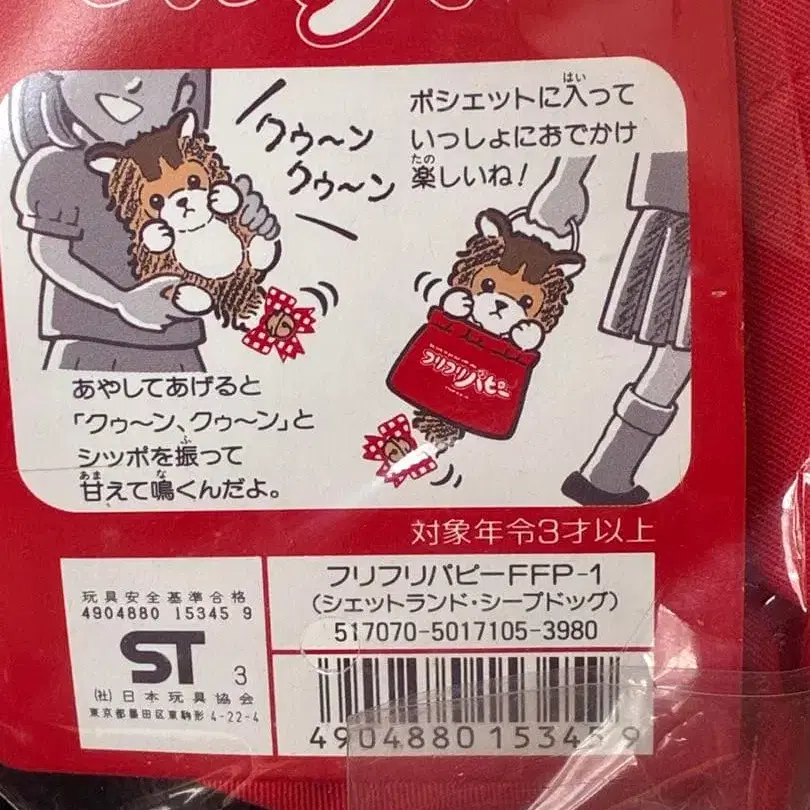 クゥ〜ン
クゥ〜ン
ポシェットに入って
いっしょにおでかけ
楽しいね!
フリフリパピー
あやしてあげると
「クゥ〜ン、クゥ〜ン」と
シッポを振って
甘えて鳴くんだよ。
対象年令3才以上
玩具安全基準合格
4904880 15345 9
ST 3
(社)日本玩具協会
東京都墨田区東駒形4-22-4
フリフリパピーFFP-1
(シェットランド・シープドッグ)
517070-5017105-3980
4904880153459